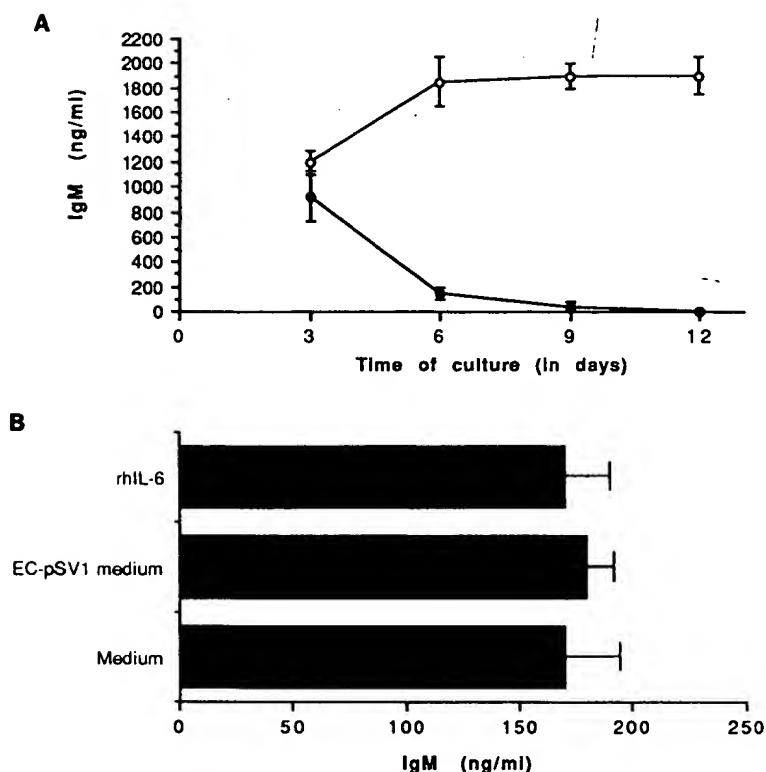 A
IgM (ng/ml)
2200
2000
1800
1600
1400
1200
1000
800
600
400
200
0
0 3 6 9 12
Time of culture (in days)
B
rhIL-6
EC-pSV1 medium
Medium
0 50 100 150 200 250
IgM (ng/ml)